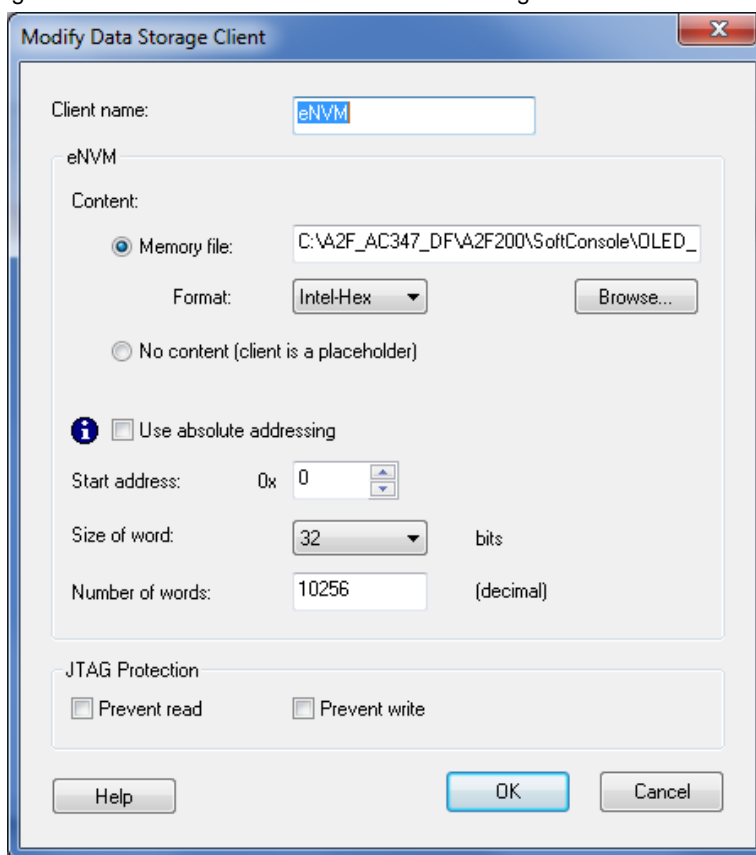 Modify Data Storage Client
Client name: eNVM
eNVM
Content:
Memory file: C:\A2F_AC347_DF\A2F200\SoftConsole\OLED_
Format: Intel-Hex Browse...
No content (client is a placeholder)
Use absolute addressing
Start address: 0x 0
Size of word: 32 bits
Number of words: 10256 (decimal)
JTAG Protection
Prevent read Prevent write
Help OK Cancel